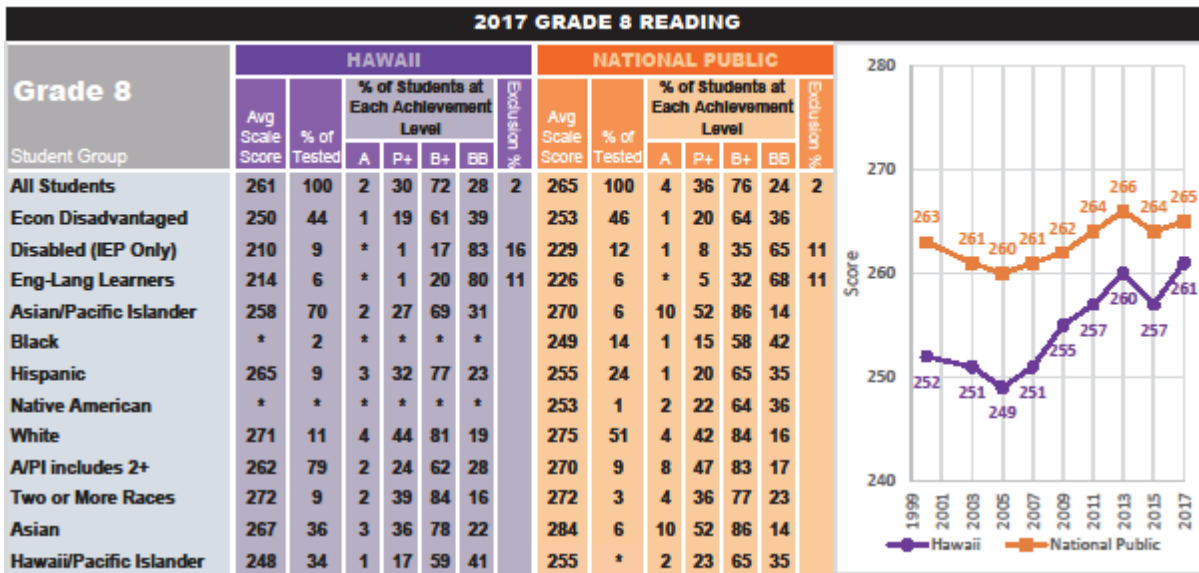 2017 GRADE 8 READING
HAWAII NATIONAL PUBLIC
Grade 8
Student Group
Avg Scale Score % of Tested % of Students at Each Achievement Level Exclusion % Avg Scale Score % of Tested % of Students at Each Achievement Level Exclusion %
A P+ B+ BB A P+ B+ BB
All Students 261 100 2 30 72 28 2 265 100 4 36 76 24 2
Econ Disadvantaged 250 44 1 19 61 39 253 46 1 20 64 36
Disabled (IEP Only) 210 9 * 1 17 83 16 229 12 1 8 35 65 11
Eng-Lang Learners 214 6 * 1 20 80 11 226 6 * 5 32 68 11
Asian/Pacific Islander 258 70 2 27 69 31 270 6 10 52 86 14
Black * 2 * * * * 249 14 1 15 58 42
Hispanic 265 9 3 32 77 23 255 24 1 20 65 35
Native American * * * * * * 253 1 2 22 64 36
White 271 11 4 44 81 19 275 51 4 42 84 16
A/PI includes 2+ 262 79 2 24 62 28 270 9 8 47 83 17
Two or More Races 272 9 2 39 84 16 272 3 4 36 77 23
Asian 267 36 3 36 78 22 284 6 10 52 86 14
Hawaii/Pacific Islander 248 34 1 17 59 41 255 * 2 23 65 35
280
270
260
250
240
Score
263 261 260 261 262 264 266 264 265
252 251 249 251 255 257 260 257 261
1999 2001 2003 2005 2007 2009 2011 2013 2015 2017
Hawaii National Public